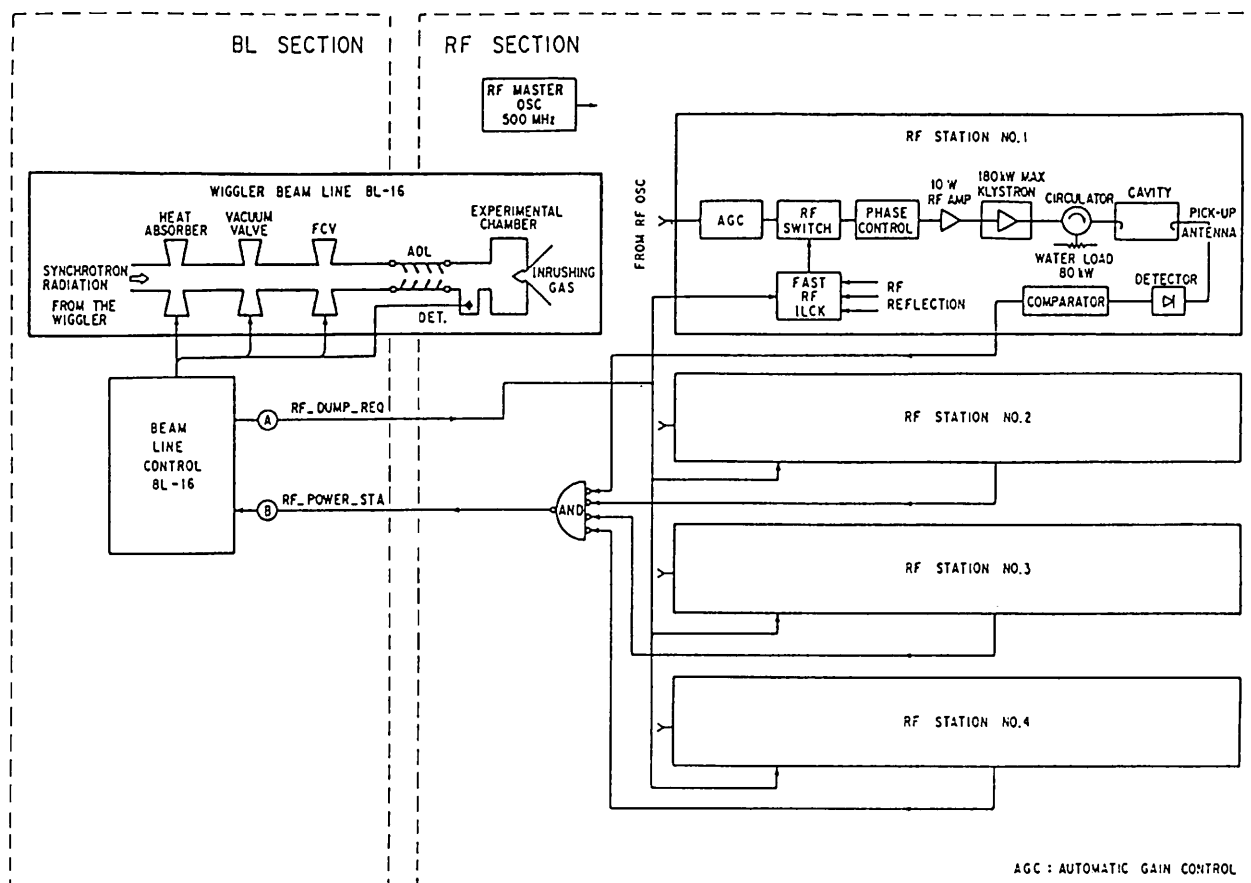 BL SECTION
RF SECTION
RF MASTER
OSC
500 MHz
RF STATION NO.1
WIGGLER BEAM LINE BL-16
HEAT
ABSORBER
VACUUM
VALVE
FCV
ADL
EXPERIMENTAL
CHAMBER
SYNCHROTRON
RADIATION
FROM THE
WIGGLER
INRUSHING
GAS
DET.
FROM RF OSC
AGC
RF
SWITCH
PHASE
CONTROL
10 W
RF AMP
180 kW MAX
KLYSTRON
CIRCULATOR
CAVITY
PICK-UP
ANTENNA
WATER LOAD
80 kW
FAST
RF
ILCK
RF
REFLECTION
COMPARATOR
DETECTOR
BEAM
LINE
CONTROL
BL-16
A
RF_DUMP_REQ
B
RF_POWER_STA
AND
RF STATION NO.2
RF STATION NO.3
RF STATION NO.4
AGC : AUTOMATIC GAIN CONTROL